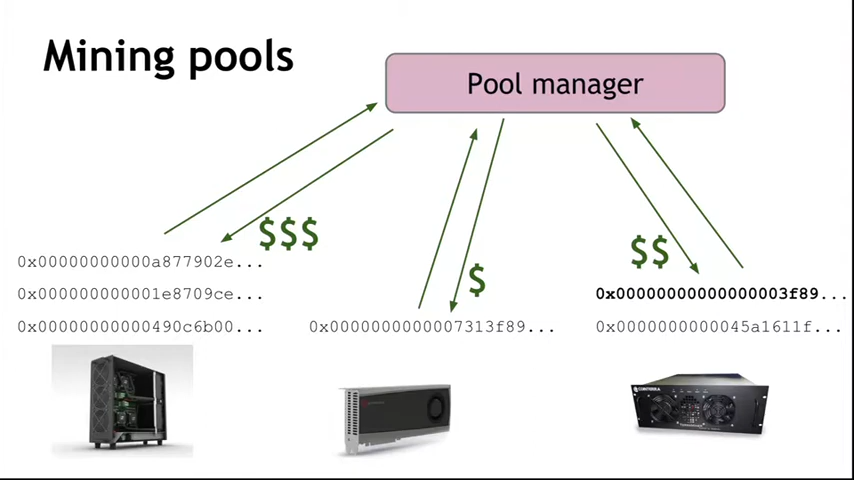 Mining pools
Pool manager
$$$
$
$$
0x00000000000a877902e...
0x000000000001e8709ce...
0x00000000000490c6b00...
0x0000000000007313f89...
0x00000000000000003f89...
0x0000000000045a1611f...